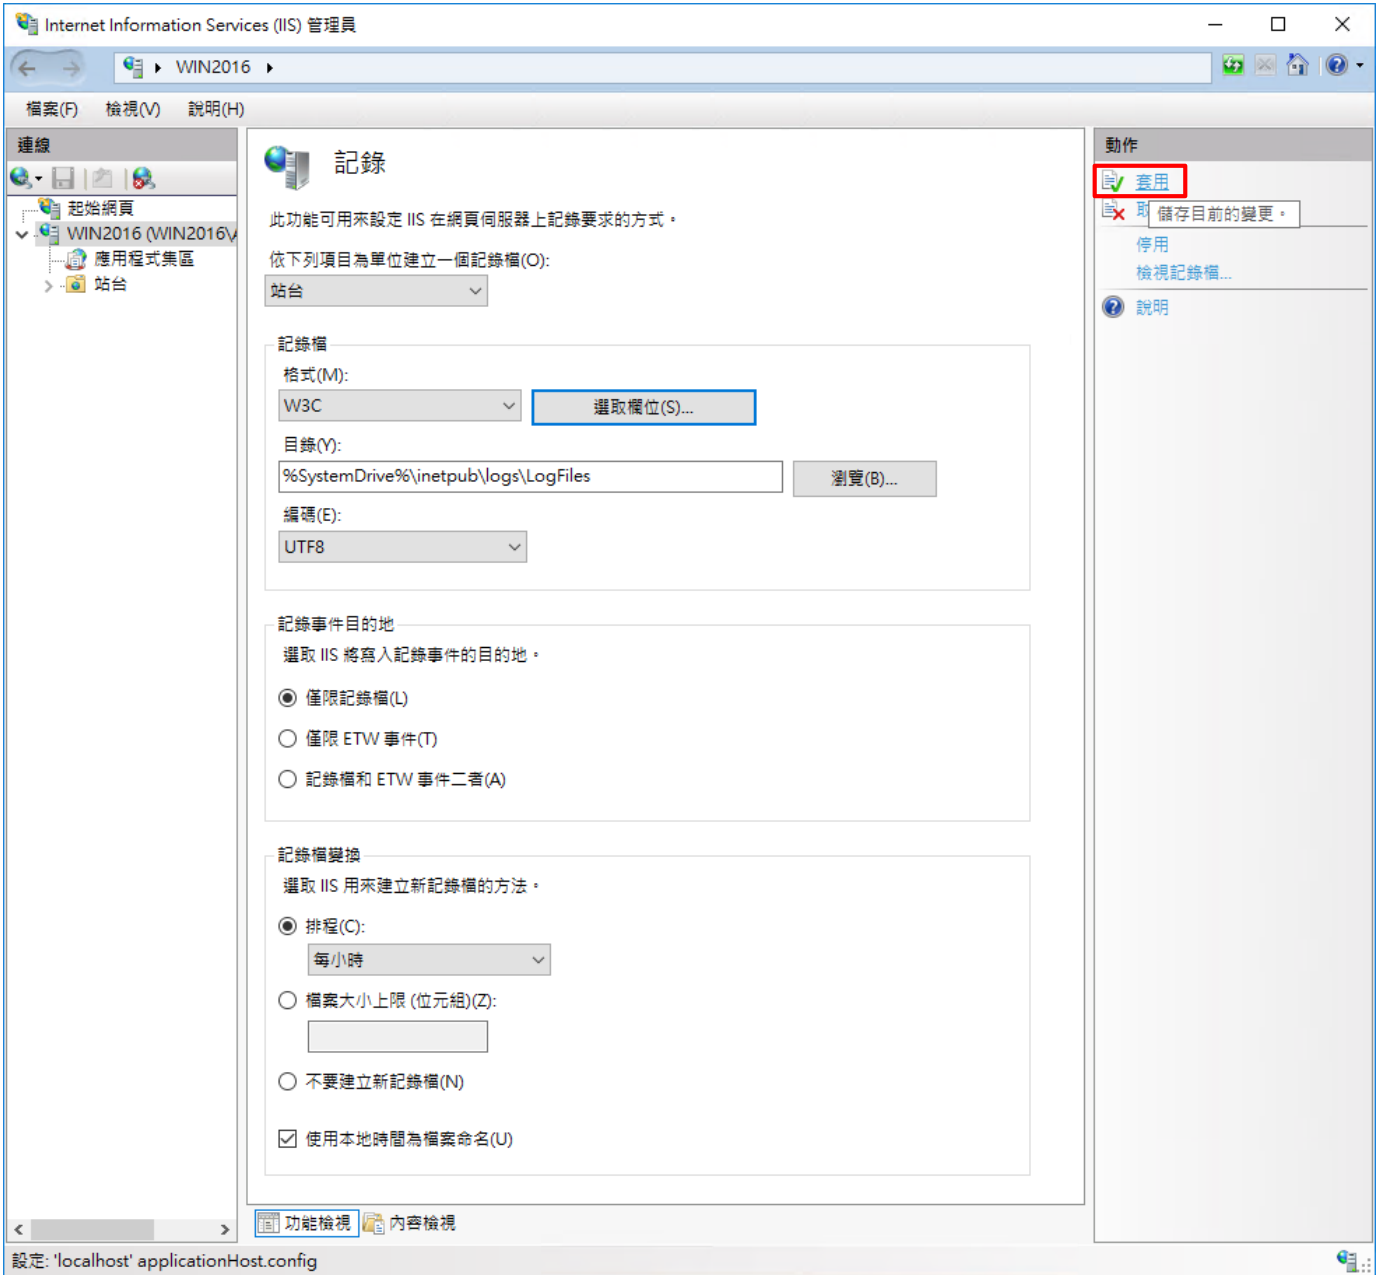 Internet Information Services (IIS) 管理員
WIN2016
檔案(F) 檢視(V) 說明(H)
連線
起始網頁
WIN2016 (WIN2016\
應用程式集區
站台
記錄
此功能可用來設定 IIS 在網頁伺服器上記錄要求的方式。
依下列項目為單位建立一個記錄檔(O):
站台
記錄檔
格式(M):
W3C
選取欄位(S)...
目錄(Y):
%SystemDrive%\inetpub\logs\LogFiles
瀏覽(B)...
編碼(E):
UTF8
記錄事件目的地
選取 IIS 將寫入記錄事件的目的地。
僅限記錄檔(L)
僅限 ETW 事件(T)
記錄檔和 ETW 事件二者(A)
記錄檔變換
選取 IIS 用來建立新記錄檔的方法。
排程(C):
每小時
檔案大小上限 (位元組)(Z):
不要建立新記錄檔(N)
使用本地時間為檔案命名(U)
功能檢視 內容檢視
動作
套用
取
儲存目前的變更。
停用
檢視記錄檔...
說明
設定: 'localhost' applicationHost.config